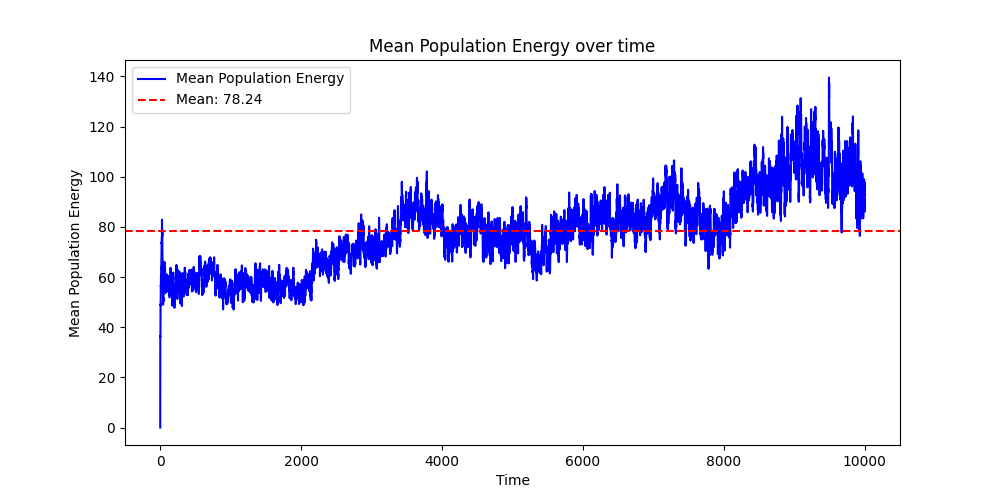 Mean Population Energy over time
Mean Population Energy
Mean: 78.24
140
120
100
80
60
40
20
0
Mean Population Energy
0 2000 4000 6000 8000 10000
Time